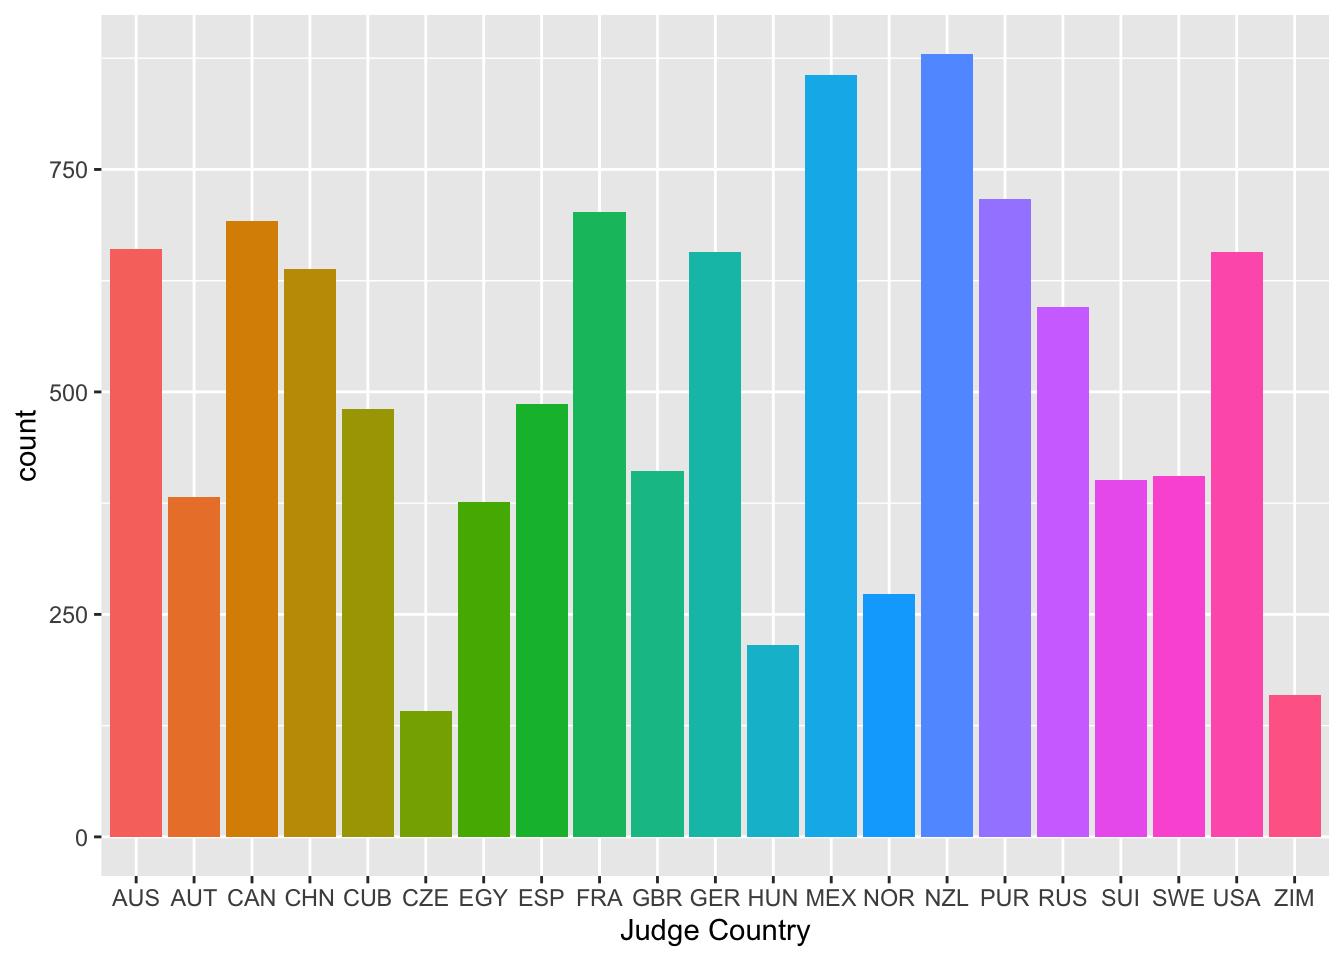 count
750
500
250
0
AUS AUT CAN CHN CUB CZE EGY ESP FRA GBR GER HUN MEX NOR NZL PUR RUS SUI SWE USA ZIM
Judge Country